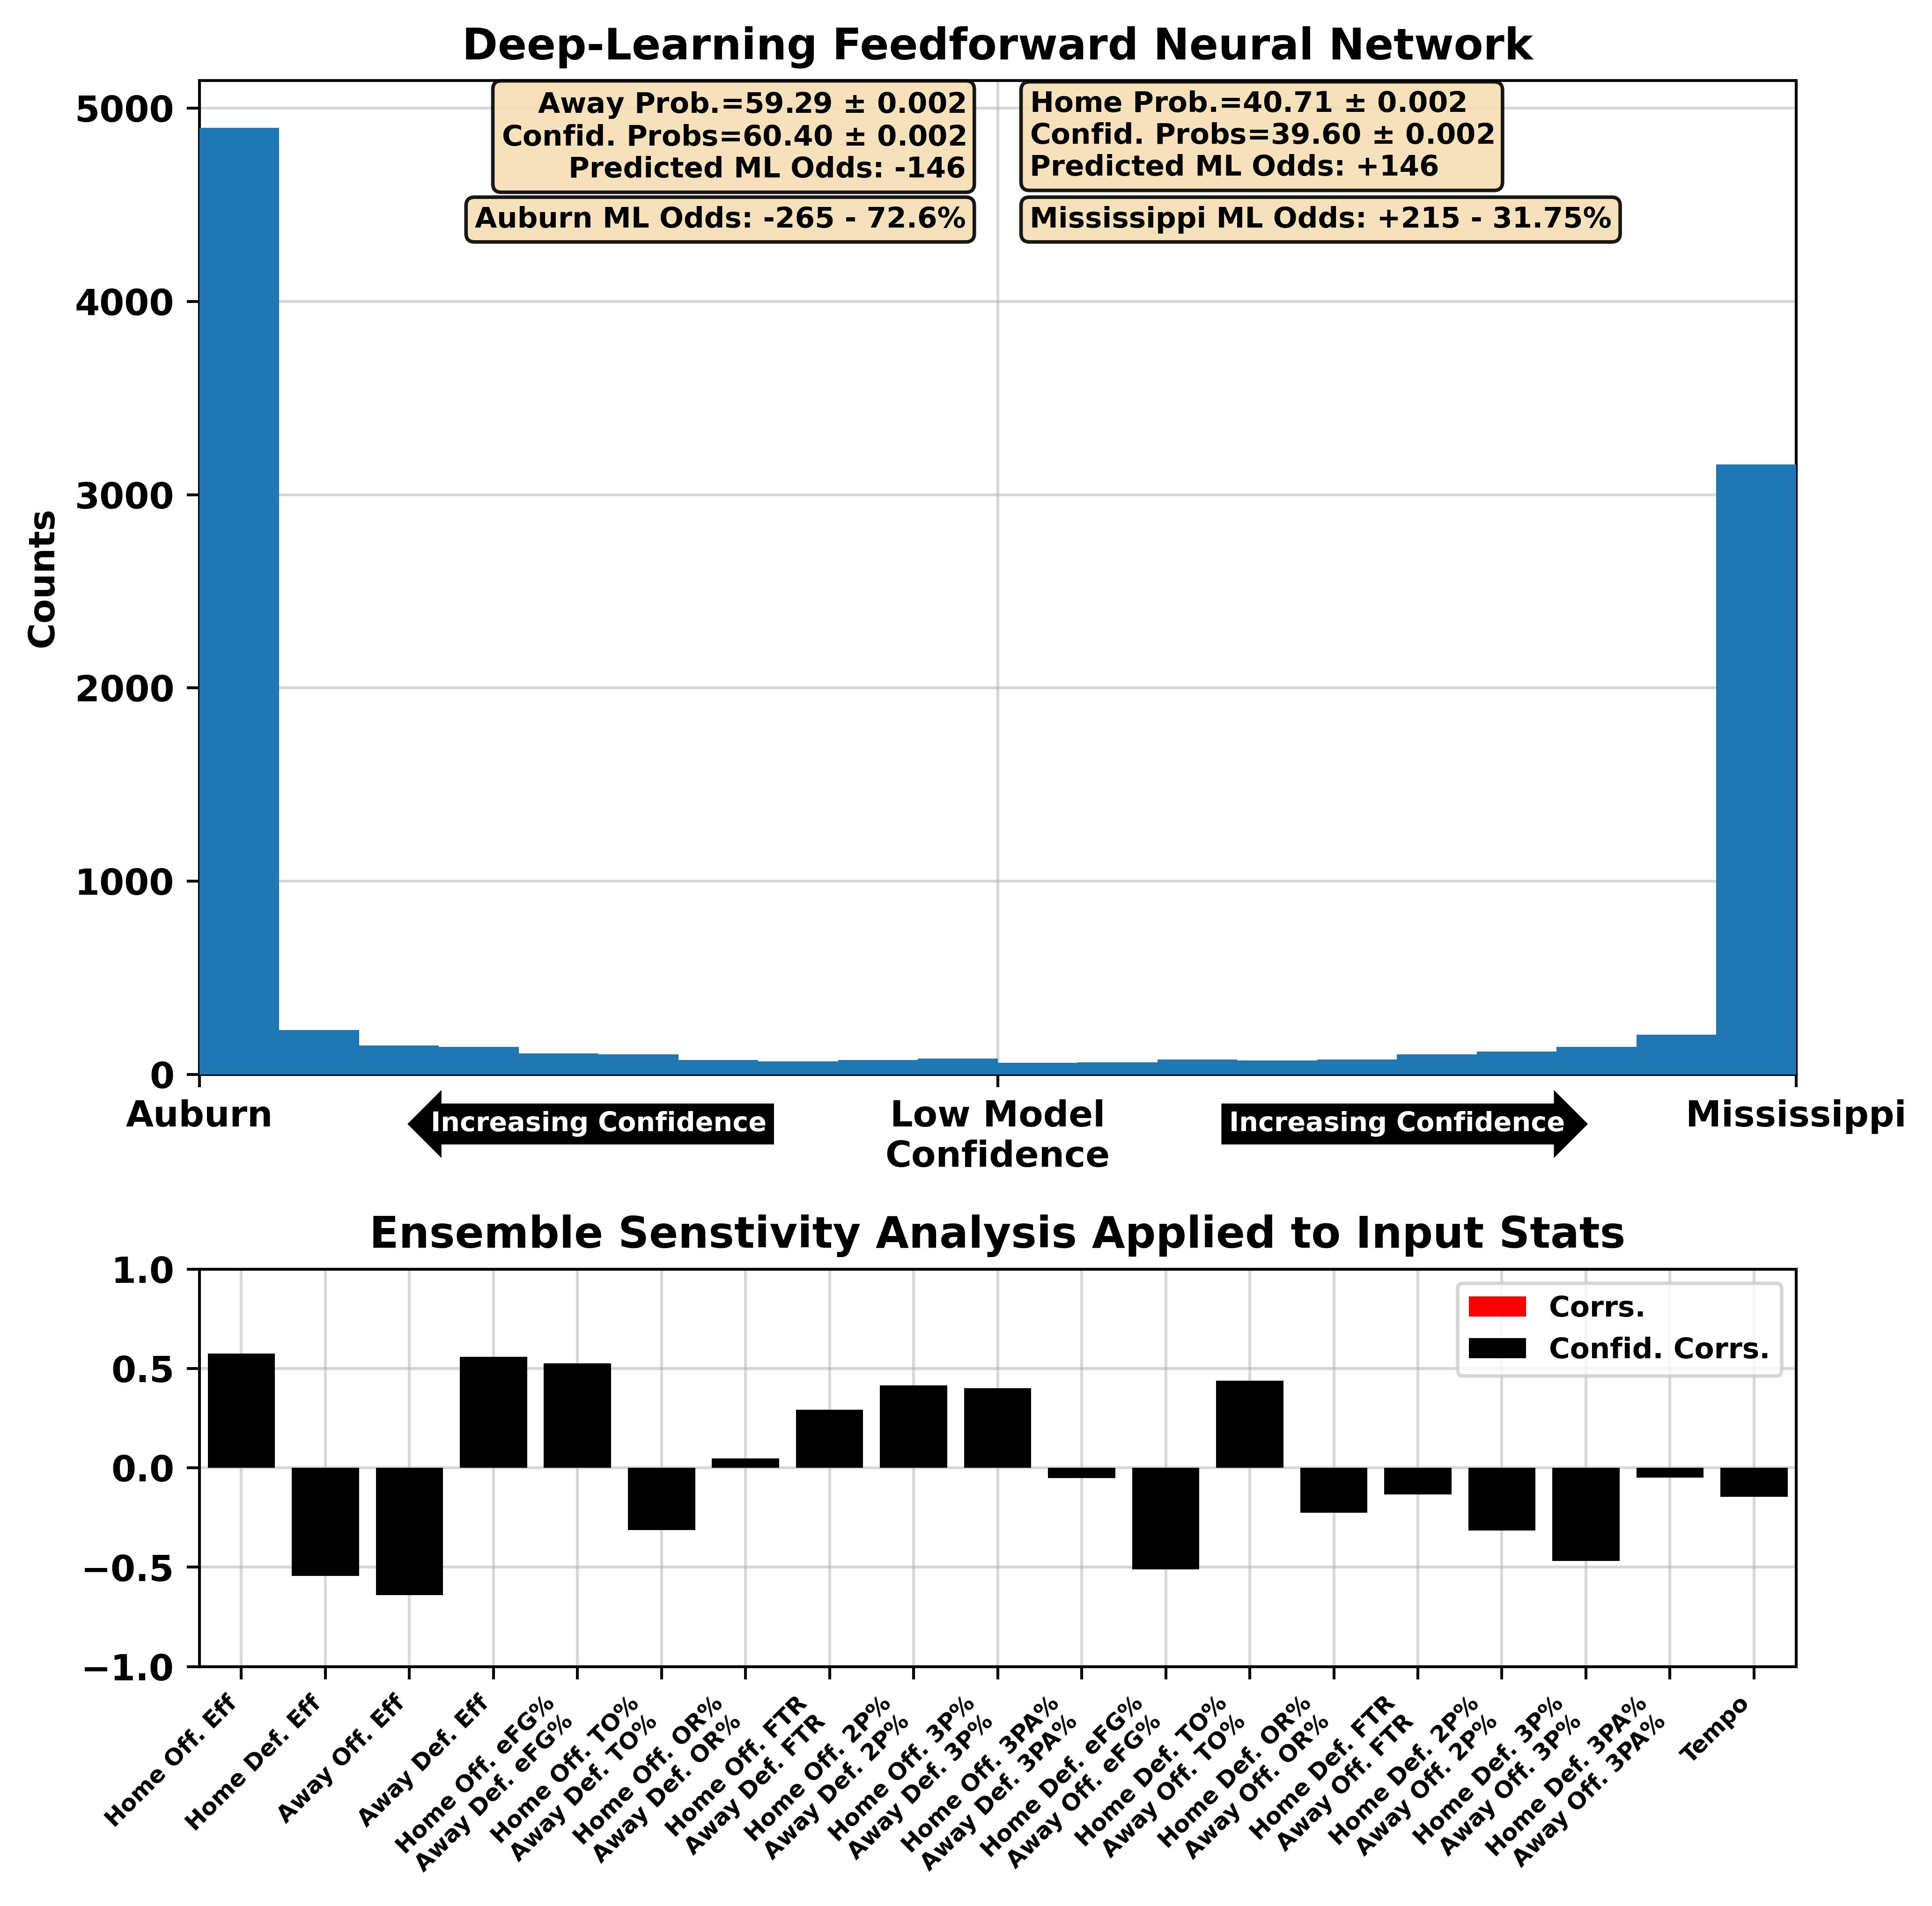 Deep-Learning Feedforward Neural Network
Away Prob.=59.29 ± 0.002
Confid. Probs=60.40 ± 0.002
Predicted ML Odds: -146
Auburn ML Odds: -265 - 72.6%
Home Prob.=40.71 ± 0.002
Confid. Probs=39.60 ± 0.002
Predicted ML Odds: +146
Mississippi ML Odds: +215 - 31.75%
Counts
5000
4000
3000
2000
1000
0
Auburn
Increasing Confidence
Low Model
Confidence
Increasing Confidence
Mississippi
Ensemble Senstivity Analysis Applied to Input Stats
Corrs.
Confid. Corrs.
1.0
0.5
0.0
−0.5
−1.0
Home Off. Eff
Home Def. Eff
Away Off. Eff
Away Def. Eff
Home Off. eFG%
Away Def. eFG%
Home Off. TO%
Away Def. TO%
Home Off. OR%
Away Def. OR%
Home Off. FTR
Away Def. FTR
Home Off. 2P%
Away Def. 2P%
Home Off. 3P%
Away Def. 3P%
Home Off. 3PA%
Away Def. 3PA%
Home Def. eFG%
Away Off. eFG%
Home Def. TO%
Away Off. TO%
Home Def. OR%
Away Off. OR%
Home Def. FTR
Away Off. FTR
Home Def. 2P%
Away Off. 2P%
Home Def. 3P%
Away Off. 3P%
Home Def. 3PA%
Away Off. 3PA%
Tempo